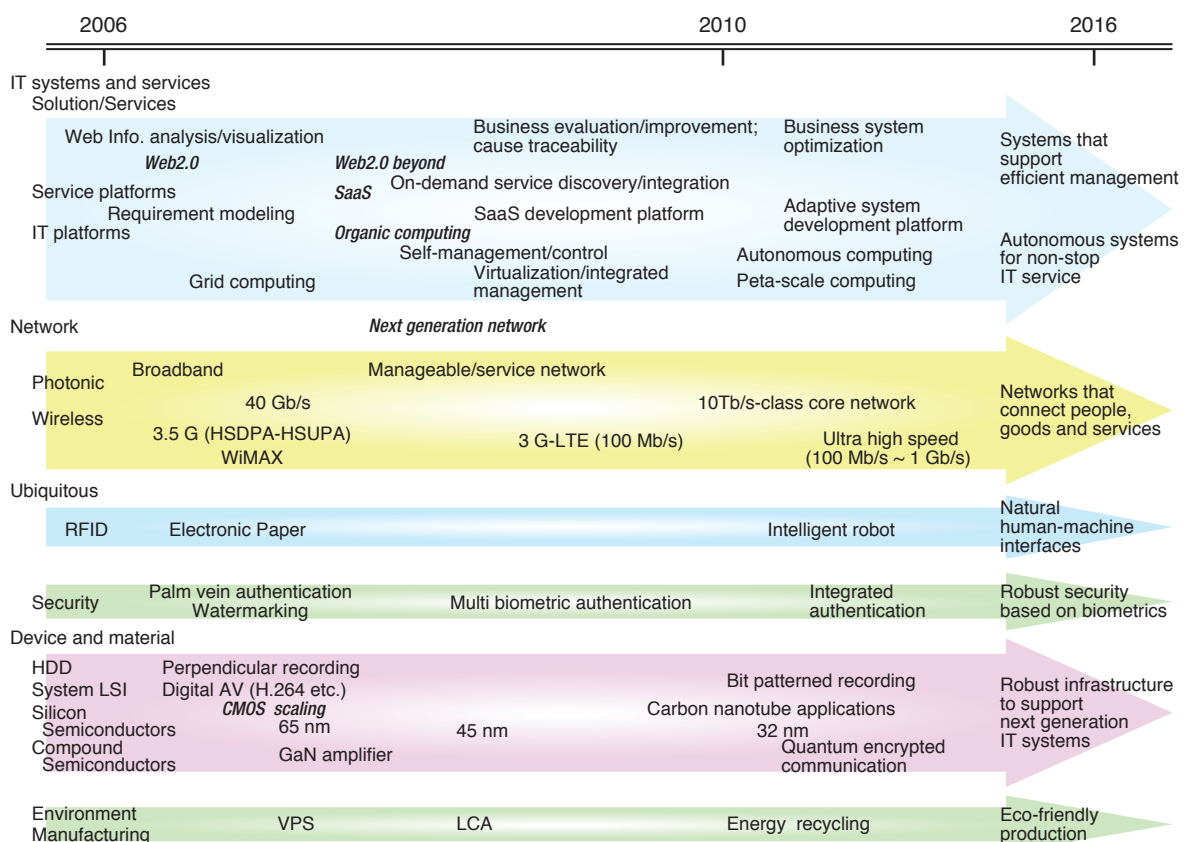 2006 2010 2016
IT systems and services
Solution/Services
Web Info. analysis/visualization
Business evaluation/improvement;
cause traceability
Business system
optimization
Systems that
support
efficient management
Web2.0
Web2.0 beyond
Service platforms
SaaS
On-demand service discovery/integration
Requirement modeling
SaaS development platform
Adaptive system
development platform
IT platforms
Organic computing
Self-management/control
Autonomous computing
Autonomous systems
for non-stop
IT service
Grid computing
Virtualization/integrated
management
Peta-scale computing
Network
Next generation network
Photonic
Broadband
Manageable/service network
Wireless
40 Gb/s
10Tb/s-class core network
Networks that
connect people,
goods and services
3.5 G (HSDPA-HSUPA)
WiMAX
3 G-LTE (100 Mb/s)
Ultra high speed
(100 Mb/s ~ 1 Gb/s)
Ubiquitous
RFID
Electronic Paper
Intelligent robot
Natural
human-machine
interfaces
Security
Palm vein authentication
Watermarking
Multi biometric authentication
Integrated
authentication
Robust security
based on biometrics
Device and material
HDD
Perpendicular recording
System LSI
Digital AV (H.264 etc.)
Bit patterned recording
Silicon
Semiconductors
CMOS scaling
65 nm
45 nm
Carbon nanotube applications
32 nm
Robust infrastructure
to support
next generation
IT systems
Compound
Semiconductors
GaN amplifier
Quantum encrypted
communication
Environment
Manufacturing
VPS
LCA
Energy recycling
Eco-friendly
production